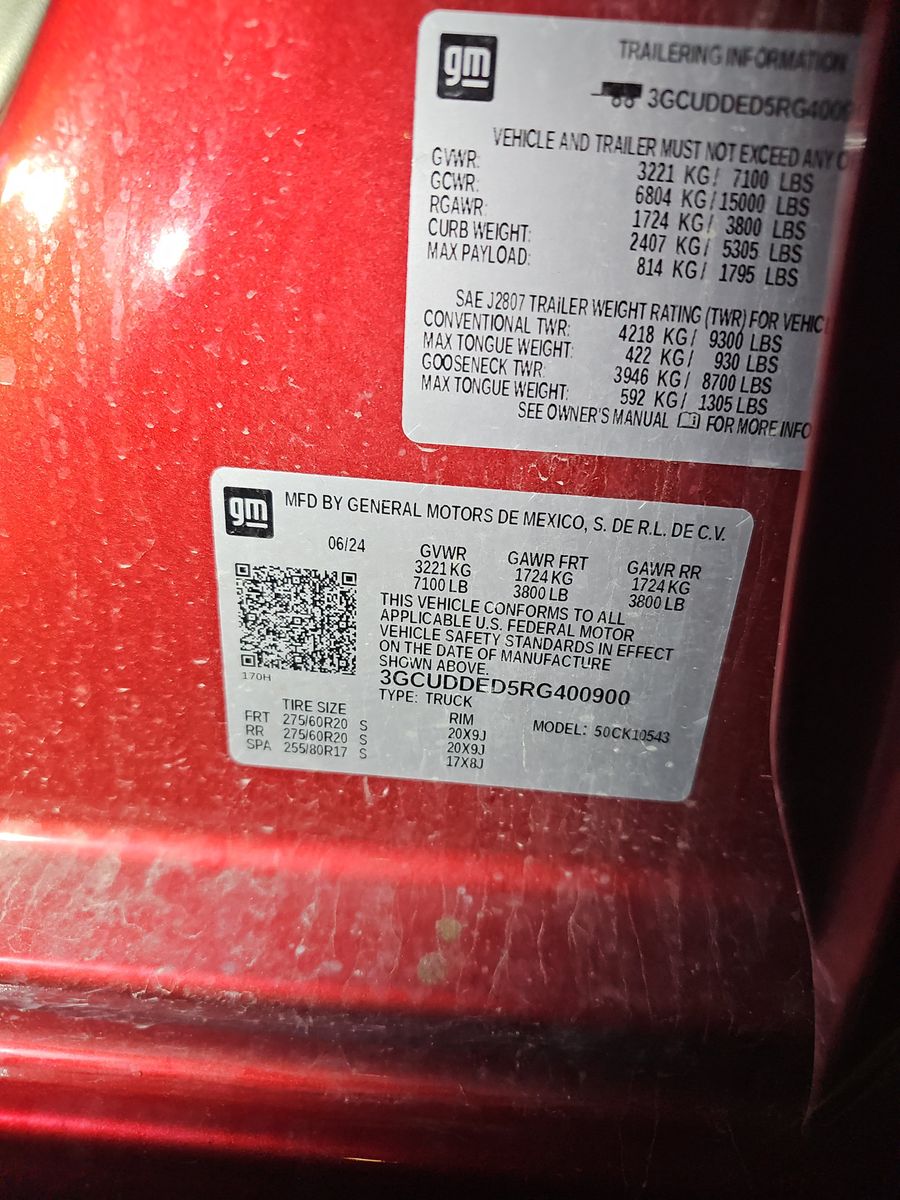 gm
TRAILERING INFORMATION
3GCUDDED5RG4009
VEHICLE AND TRAILER MUST NOT EXCEED ANY
GVWR: 3221 KG/ 7100 LBS
GCWR: 6804 KG/15000 LBS
RGAWR: 1724 KG/ 3800 LBS
CURB WEIGHT: 2407 KG/ 5305 LBS
MAX PAYLOAD: 814 KG/ 1795 LBS
SAE J2807 TRAILER WEIGHT RATING (TWR) FOR
CONVENTIONAL TWR: 4218 KG/ 9300 LBS
MAX TONGUE WEIGHT: 422 KG/ 930 LBS
GOOSENECK TWR: 3946 KG/ 8700 LBS
MAX TONGUE WEIGHT: 592 KG/ 1305 LBS
SEE OWNER'S MANUAL FOR MORE INFO
gm
MFD BY GENERAL MOTORS DE MEXICO, S. DE R.L. DE C.V.
06/24
GVWR GAWR FRT GAWR RR
3221 KG 1724 KG 1724 KG
7100 LB 3800 LB 3800 LB
THIS VEHICLE CONFORMS TO ALL
APPLICABLE U.S. FEDERAL MOTOR
VEHICLE SAFETY STANDARDS IN EFFECT
ON THE DATE OF MANUFACTURE
SHOWN ABOVE.
170H
3GCUDDED5RG400900
TYPE: TRUCK
MODEL: 50CK10543
TIRE SIZE RIM
FRT 275/60R20 S 20X9J
RR 275/60R20 S 20X9J
SPA 255/80R17 S 17X8J